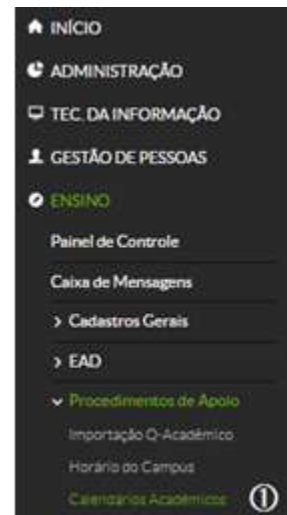 INÍCIO
ADMINISTRAÇÃO
TEC. DA INFORMAÇÃO
GESTÃO DE PESSOAS
ENSINO
Painel de Controle
Caixa de Mensagens
> Cadastros Gerais
> EAD
Procedimentos de Apoio
Importação Q-Acadêmico
Horário do Campus
Calendários Acadêmicos ①